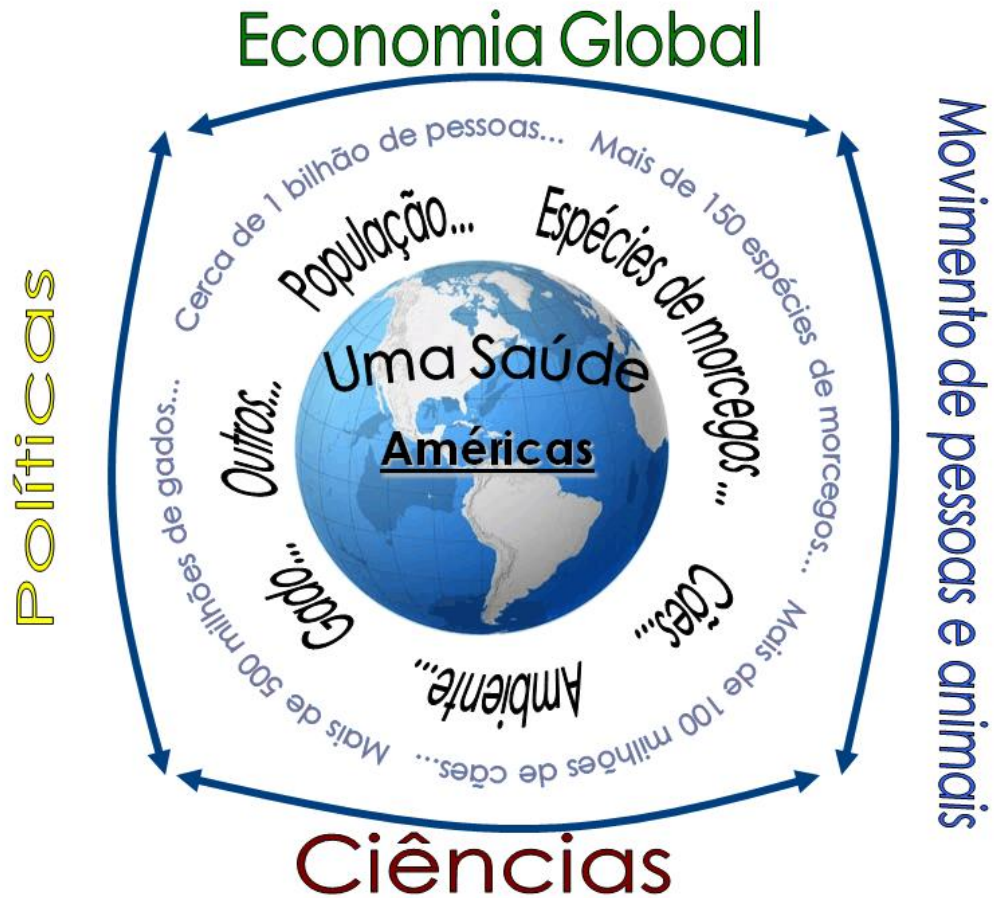 Economia Global
Movimento de pessoas e animais
Ciências
Políticas
Cerca de 1 bilhão de pessoas... Mais de 150 espécies de morcegos... Mais de 100 milhões de cães... Mais de 500 milhões de gados...
População...
Espécies de morcegos ...
Cães...
Ambiente...
Gado...
Outros...
Uma Saúde
Américas